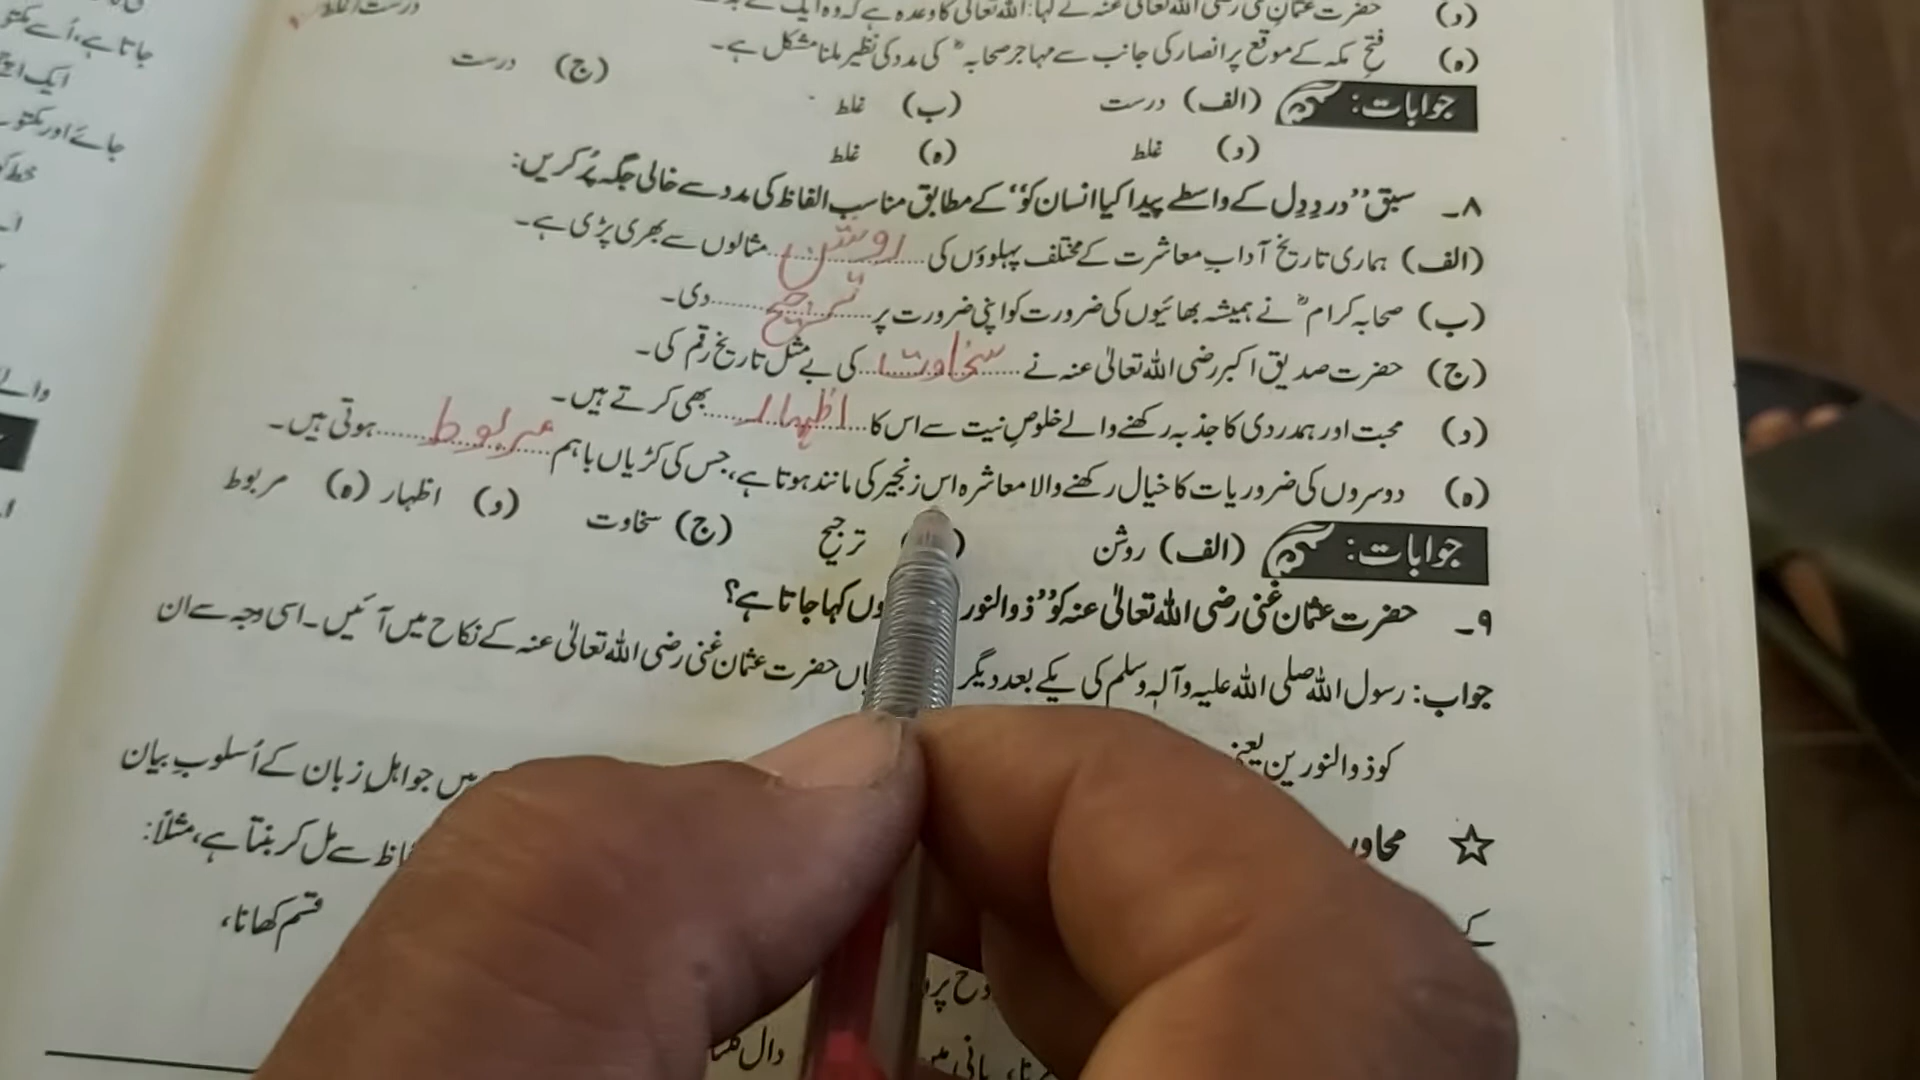 (د) حضرت عثمان غنی رضی اللہ تعالیٰ عنہ نے کہا: اللہ تعالیٰ کا وعدہ ہے کہ وہ ایک کے بدلے
(ہ) فتح مکہ کے موقع پر انصار کی جانب سے مہاجر صحابہؓ کی مدد کی نظیر ملنا مشکل ہے۔
جوابات: (الف) درست (ب) غلط (ج) درست
(د) غلط (ہ) غلط
۸۔ سبق ”دردِ دل کے واسطے پیدا کیا انسان کو“ کے مطابق مناسب الفاظ کی مدد سے خالی جگہ پُر کریں:
(الف) ہماری تاریخ آدابِ معاشرت کے مختلف پہلوؤں کی ..... روشن ..... مثالوں سے بھری پڑی ہے۔
(ب) صحابہ کرامؓ نے ہمیشہ بھائیوں کی ضرورت کو اپنی ضرورت پر ..... ترجیح ..... دی۔
(ج) حضرت صدیق اکبر رضی اللہ تعالیٰ عنہ نے ..... سخاوت ..... کی بے مثل تاریخ رقم کی۔
(د) محبت اور ہمدردی کا جذبہ رکھنے والے خلوصِ نیت سے اس کا ..... اظہار ..... بھی کرتے ہیں۔
(ہ) دوسروں کی ضروریات کا خیال رکھنے والا معاشرہ اس زنجیر کی مانند ہوتا ہے، جس کی کڑیاں باہم ..... مربوط ..... ہوتی ہیں۔
جوابات: (الف) روشن ترجیح (ج) سخاوت (د) اظہار (ہ) مربوط
۹۔ حضرت عثمان غنی رضی اللہ تعالیٰ عنہ کو ”ذوالنور کہا جاتا ہے؟
جواب: رسول اللہ صلی اللہ علیہ وآلہٖ وسلم کی یکے بعد دیگر حضرت عثمان غنی رضی اللہ تعالیٰ عنہ کے نکاح میں آئیں۔ اسی وجہ سے ان
کو ذوالنورین یعنی
☆ میں جو اہلِ زبان کے اُسلوبِ بیان
سے مل کر بنتا ہے، مثلاً:
قسم کھانا،